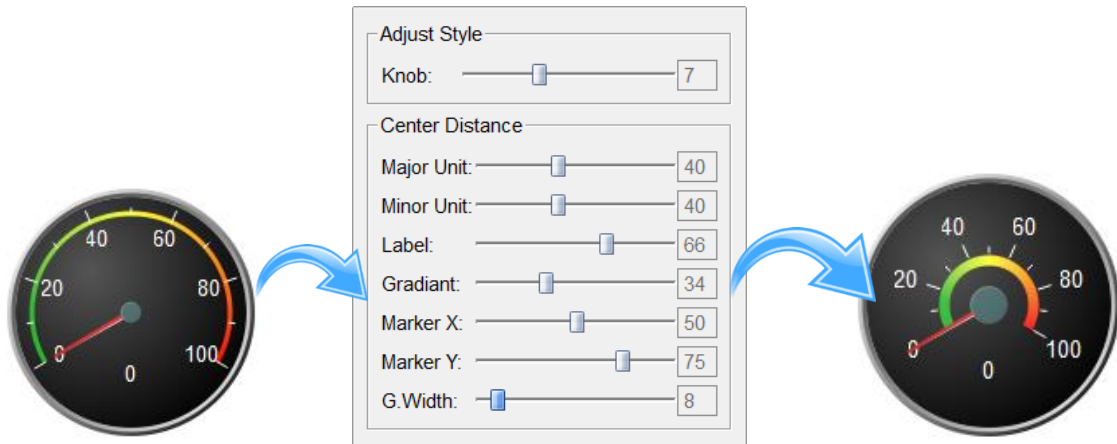 Adjust Style
Knob: 7
Center Distance
Major Unit: 40
Minor Unit: 40
Label: 66
Gradiant: 34
Marker X: 50
Marker Y: 75
G.Width: 8
40 60
20 80
0 100
0
40 60
20 80
0 100
0